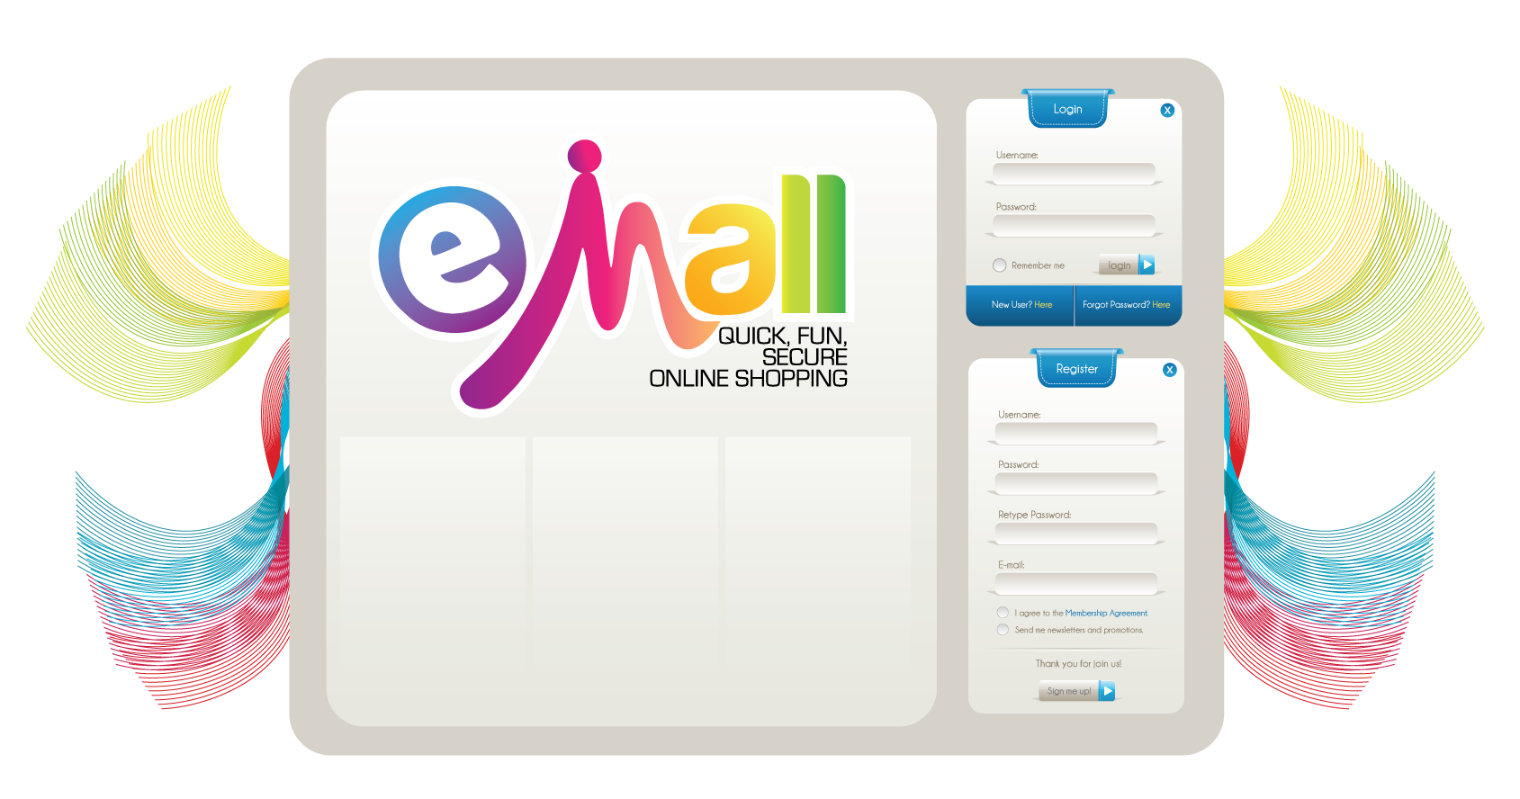 eMall
QUICK, FUN,
SECURE
ONLINE SHOPPING
Login
X
Username:
Password:
Remember me
login
New User? Here
Forgot Password? Here
Register
X
Username:
Password:
Retype Password:
E-mail:
I agree to the Membership Agreement
Send me newsletters and promotions.
Thank you for join us!
Sign me up!